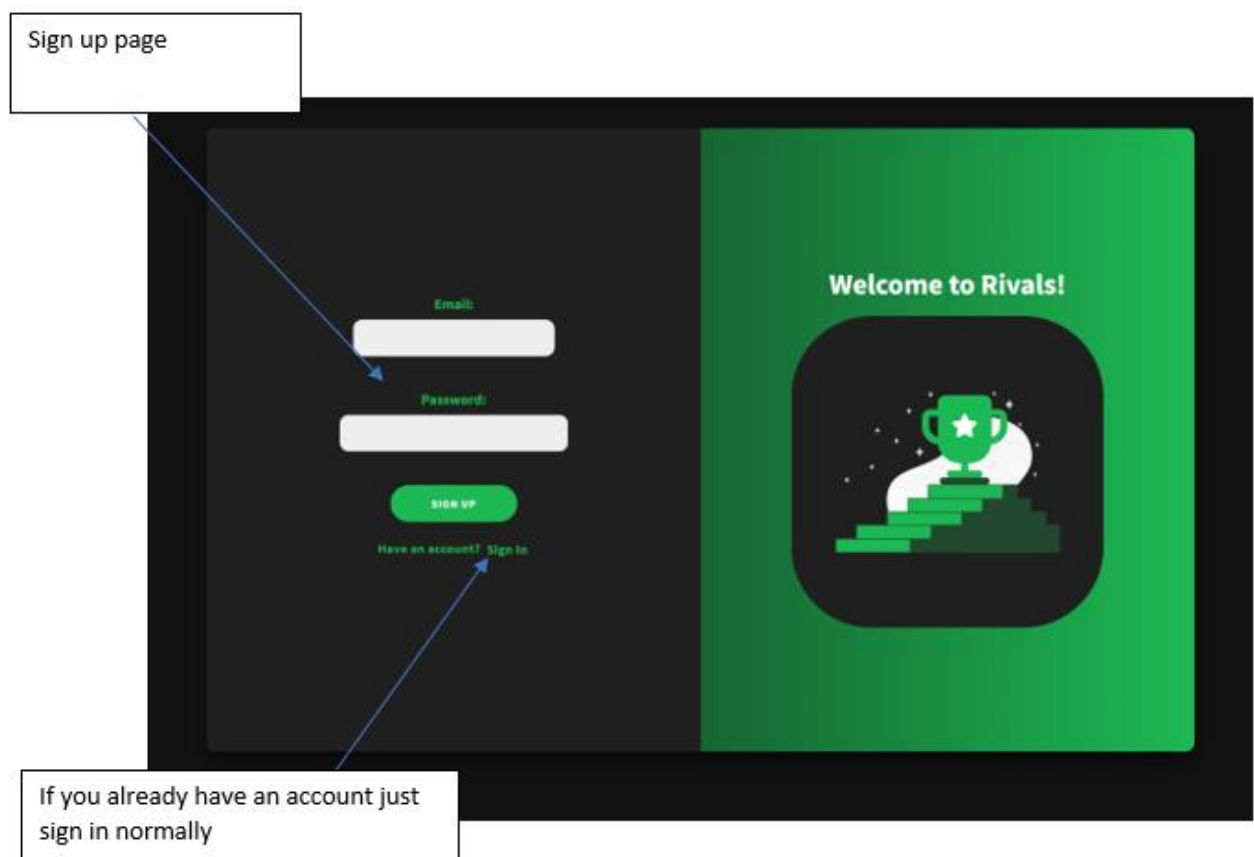 Sign up page
Welcome to Rivals!
Email:
Password:
SIGN UP
Have an account? Sign In
If you already have an account just
sign in normally